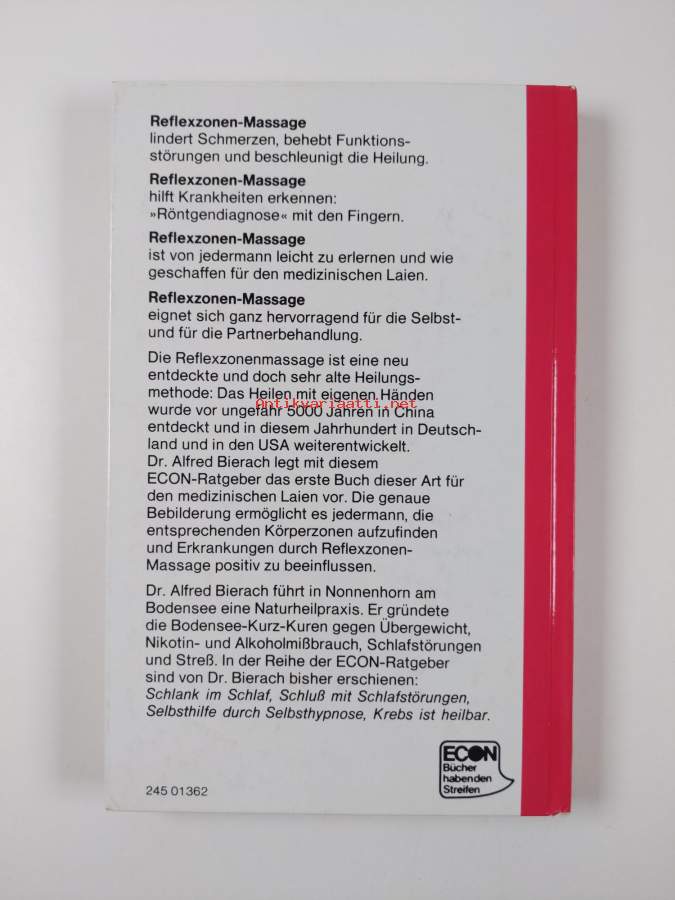 Reflexzonen-Massage
lindert Schmerzen, behebt Funktions-
störungen und beschleunigt die Heilung.
Reflexzonen-Massage
hilft Krankheiten erkennen:
»Röntgendiagnose« mit den Fingern.
Reflexzonen-Massage
ist von jedermann leicht zu erlernen und wie
geschaffen für den medizinischen Laien.
Reflexzonen-Massage
eignet sich ganz hervorragend für die Selbst-
und für die Partnerbehandlung.
Die Reflexzonenmassage ist eine neu
entdeckte und doch sehr alte Heilungs-
methode: Das Heilen mit eigenen Händen
Antikvariaatti.net
wurde vor ungefähr 5000 Jahren in China
entdeckt und in diesem Jahrhundert in Deutsch-
land und in den USA weiterentwickelt.
Dr. Alfred Bierach legt mit diesem
ECON-Ratgeber das erste Buch dieser Art für
den medizinischen Laien vor. Die genaue
Bebilderung ermöglicht es jedermann, die
entsprechenden Körperzonen aufzufinden
und Erkrankungen durch Reflexzonen-
Massage positiv zu beeinflussen.
Dr. Alfred Bierach führt in Nonnenhorn am
Bodensee eine Naturheilpraxis. Er gründete
die Bodensee-Kurz-Kuren gegen Übergewicht,
Nikotin- und Alkoholmißbrauch, Schlafstörungen
und Streß. In der Reihe der ECON-Ratgeber
sind von Dr. Bierach bisher erschienen:
Schlank im Schlaf, Schluß mit Schlafstörungen,
Selbsthilfe durch Selbsthypnose, Krebs ist heilbar.
ECON
Bücher
haben den
Streifen
245 01362